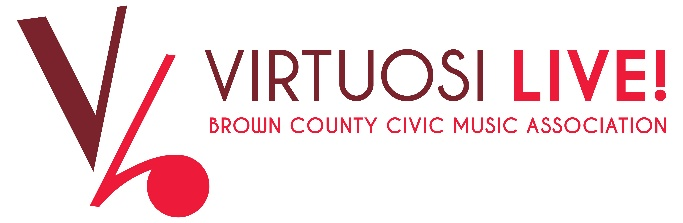 VIRTUOSI LIVE!
BROWN COUNTY CIVIC MUSIC ASSOCIATION